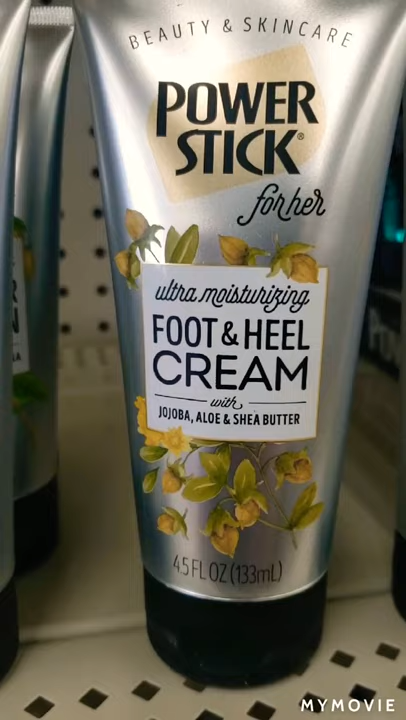 BEAUTY & SKINCARE
POWER
STICK®
for her
ultra moisturizing
FOOT & HEEL
CREAM
with
JOJOBA, ALOE & SHEA BUTTER
4.5 FL OZ (133mL)
MYMOVIE